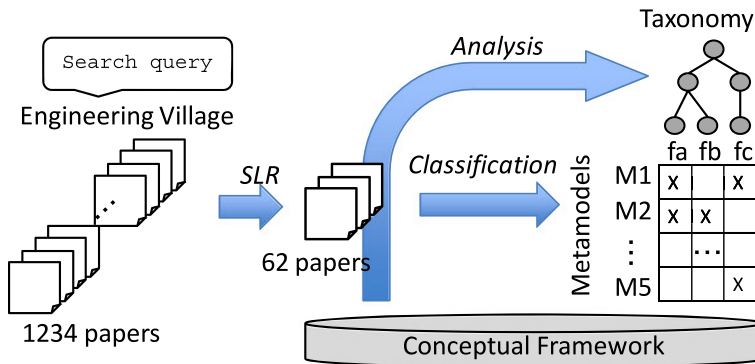 Taxonomy
Search query
Analysis
Engineering Village
fa fb fc
SLR
Classification
Metamodels
M1 x x
M2 x x
⋮ ...
M5 x
...
62 papers
1234 papers
Conceptual Framework